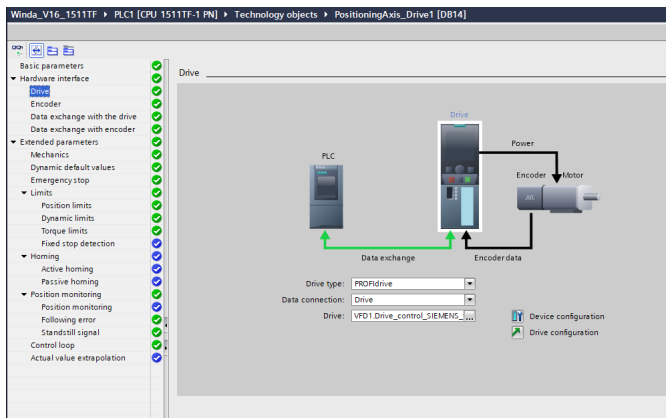 Winda_V16_1511TF ▸ PLC1 [CPU 1511TF-1 PN] ▸ Technology objects ▸ PositioningAxis_Drive1 [DB14]
Basic parameters
Hardware interface
Drive
Encoder
Data exchange with the drive
Data exchange with encoder
Extended parameters
Mechanics
Dynamic default values
Emergency stop
Limits
Position limits
Dynamic limits
Torque limits
Fixed stop detection
Homing
Active homing
Passive homing
Position monitoring
Position monitoring
Following error
Standstill signal
Control loop
Actual value extrapolation
Drive
Drive
PLC
Power
Encoder
Motor
Data exchange
Encoder data
Drive type: PROFIdrive
Data connection: Drive
Drive: VFD1.Drive_control_SIEMENS_ ...
Device configuration
Drive configuration